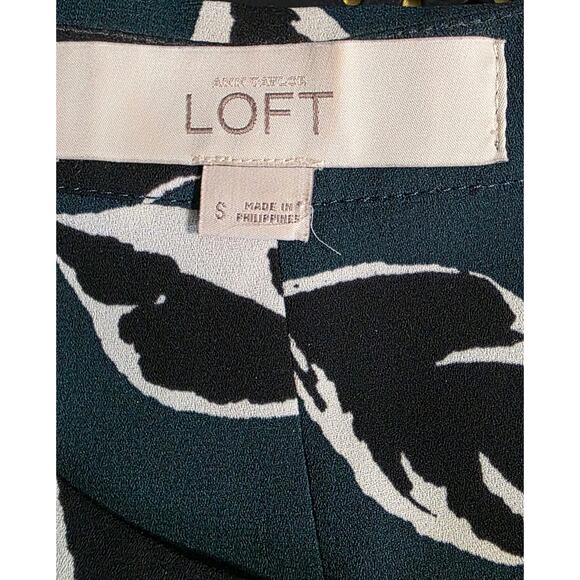 ANN TAYLOR
LOFT
S
MADE IN
PHILIPPINES